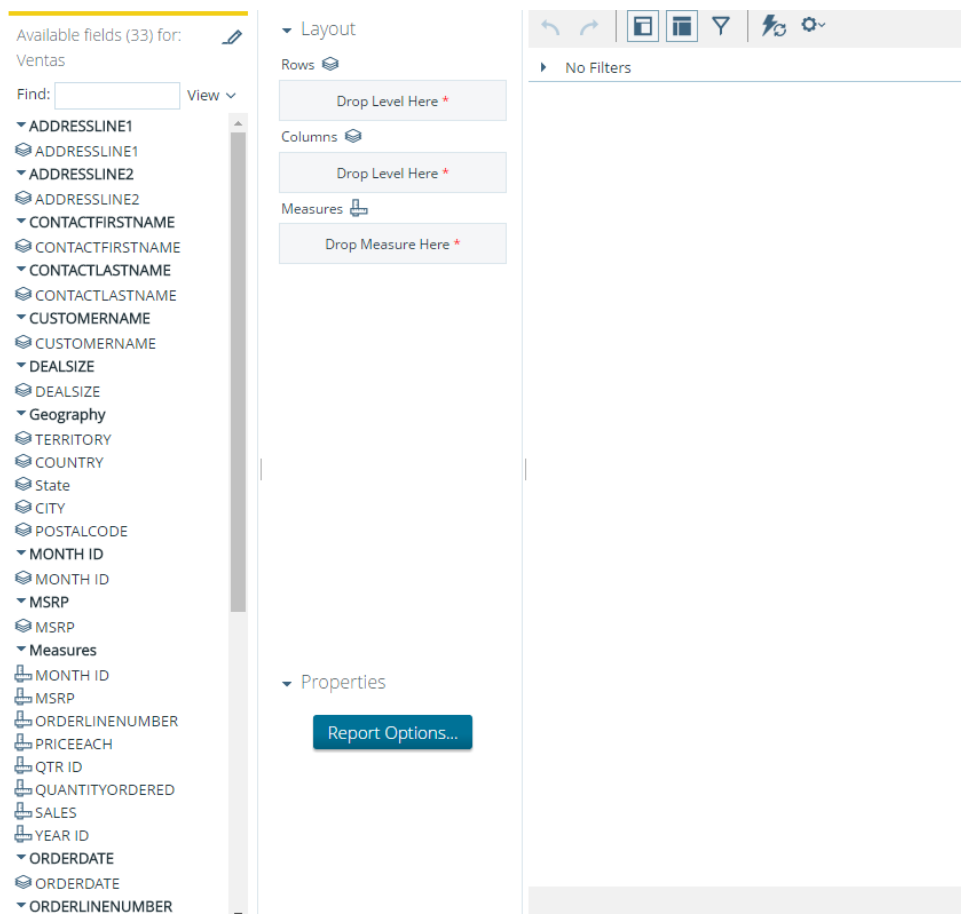 Available fields (33) for:
Ventas
Find:
View
ADDRESSLINE1
ADDRESSLINE1
ADDRESSLINE2
ADDRESSLINE2
CONTACTFIRSTNAME
CONTACTFIRSTNAME
CONTACTLASTNAME
CONTACTLASTNAME
CUSTOMERNAME
CUSTOMERNAME
DEALSIZE
DEALSIZE
Geography
TERRITORY
COUNTRY
State
CITY
POSTALCODE
MONTH ID
MONTH ID
MSRP
MSRP
Measures
MONTH ID
MSRP
ORDERLINENUMBER
PRICEEACH
QTR ID
QUANTITYORDERED
SALES
YEAR ID
ORDERDATE
ORDERDATE
ORDERLINENUMBER
Layout
Rows
Drop Level Here *
Columns
Drop Level Here *
Measures
Drop Measure Here *
Properties
Report Options...
No Filters